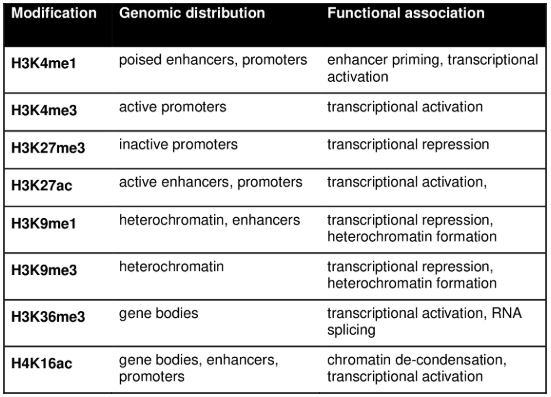 Modification Genomic distribution Functional association
H3K4me1 poised enhancers, promoters enhancer priming, transcriptional
activation
H3K4me3 active promoters transcriptional activation
H3K27me3 inactive promoters transcriptional repression
H3K27ac active enhancers, promoters transcriptional activation,
H3K9me1 heterochromatin, enhancers transcriptional repression,
heterochromatin formation
H3K9me3 heterochromatin transcriptional repression,
heterochromatin formation
H3K36me3 gene bodies transcriptional activation, RNA
splicing
H4K16ac gene bodies, enhancers, chromatin de-condensation,
promoters transcriptional activation